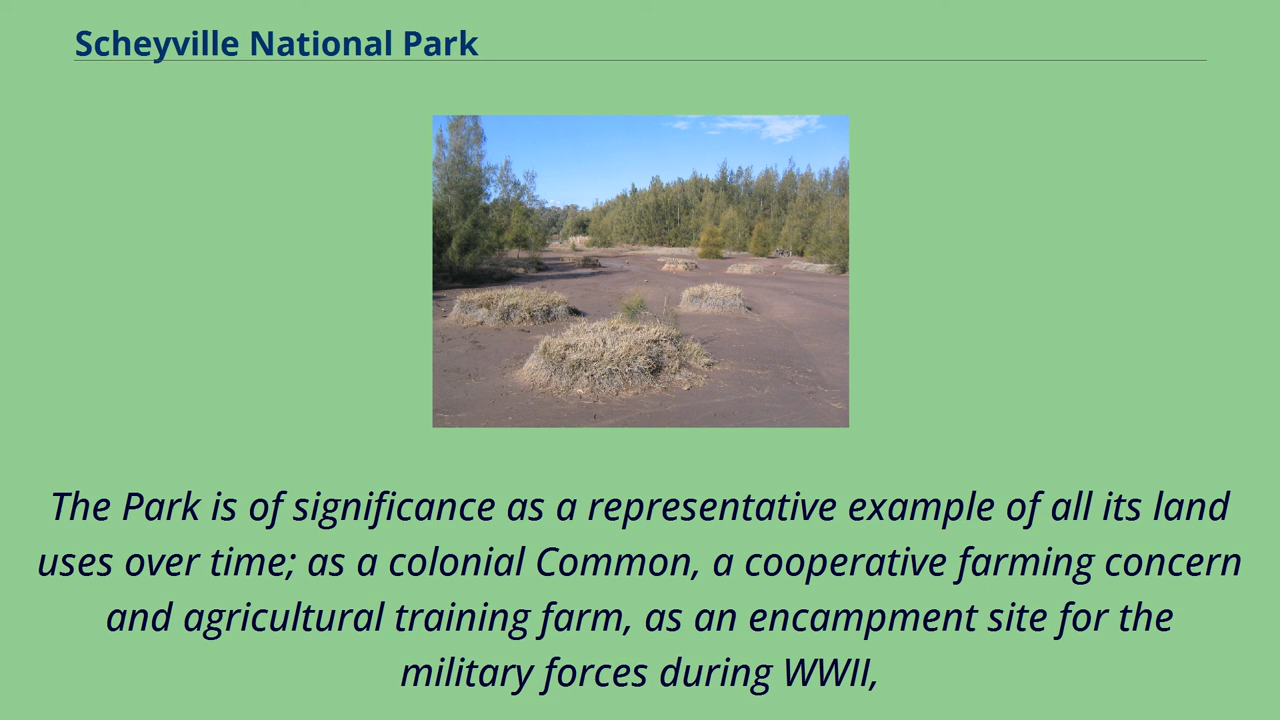 Scheyville National Park
The Park is of significance as a representative example of all its land
uses over time; as a colonial Common, a cooperative farming concern
and agricultural training farm, as an encampment site for the
military forces during WWII,